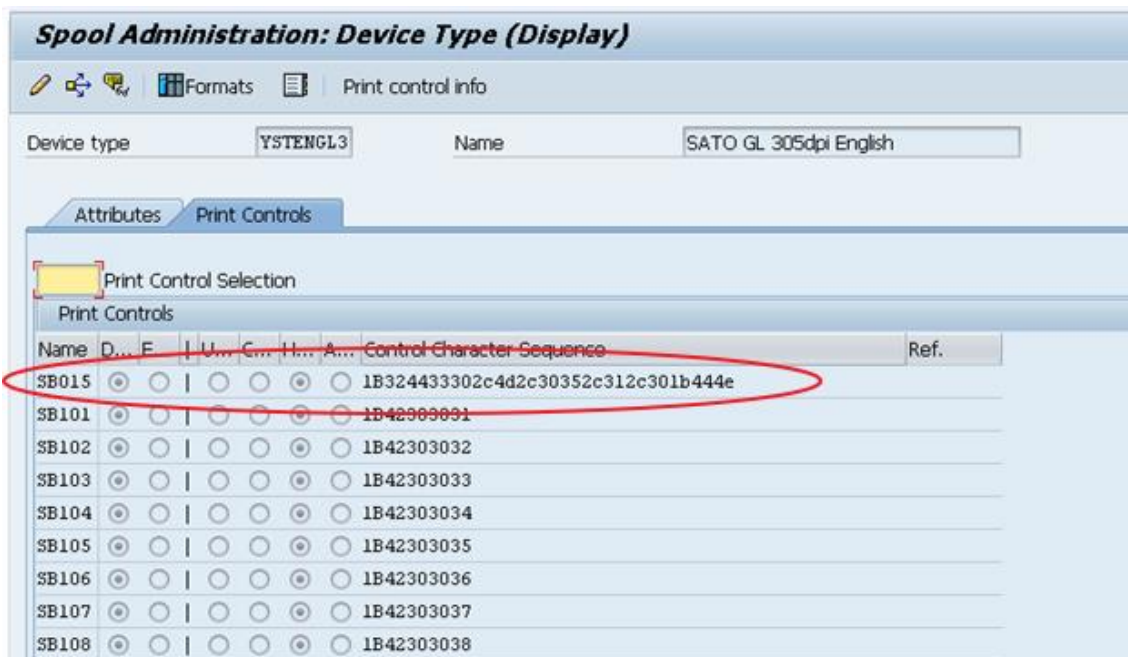 Spool Administration: Device Type (Display)
Formats Print control info
Device type YSTENGL3 Name SATO GL 305dpi English
Attributes Print Controls
Print Control Selection
Print Controls
Name D... F... | U... C... H... A... Control Character Sequence Ref.
SB015 | 1B324433302c4d2c30352c312c301b444e
SB101 | 1B42303031
SB102 | 1B42303032
SB103 | 1B42303033
SB104 | 1B42303034
SB105 | 1B42303035
SB106 | 1B42303036
SB107 | 1B42303037
SB108 | 1B42303038